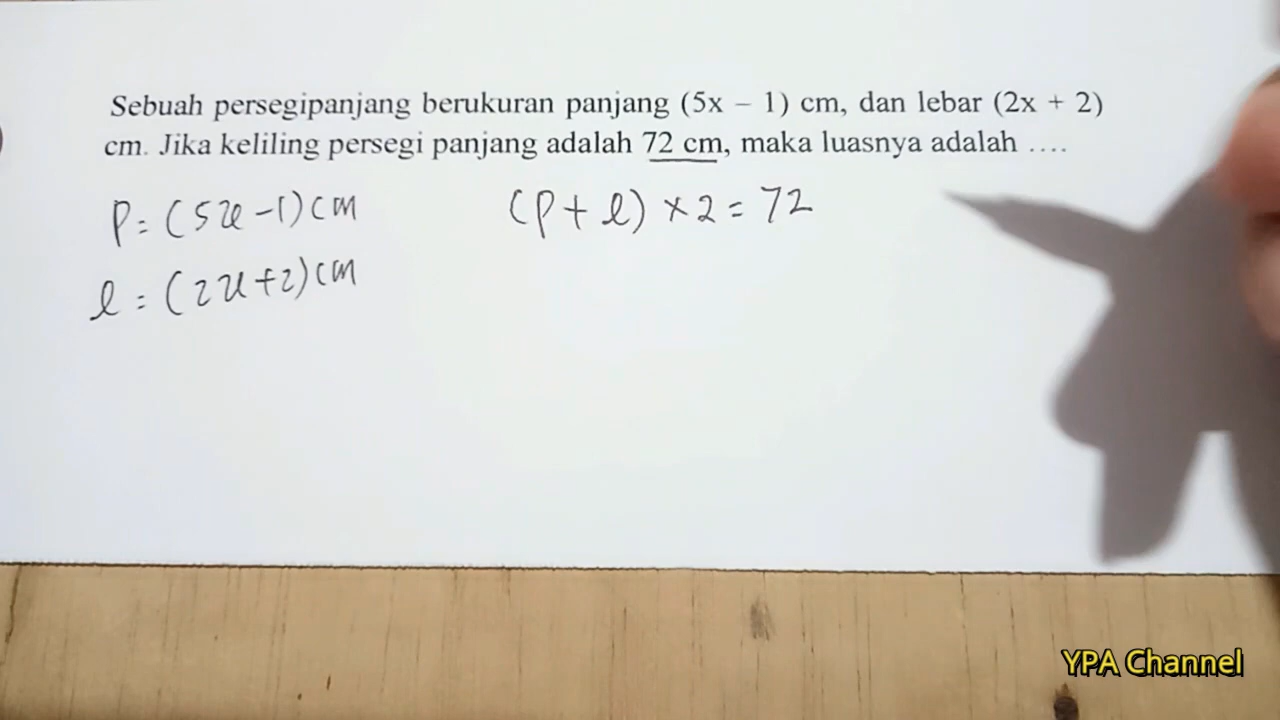 Sebuah persegipanjang berukuran panjang (5x – 1) cm, dan lebar (2x + 2)
cm. Jika keliling persegi panjang adalah 72 cm, maka luasnya adalah ….
P = (5x - 1) cm
(p + l) × 2 = 72
l = (2x + 2) cm
YPA Channel